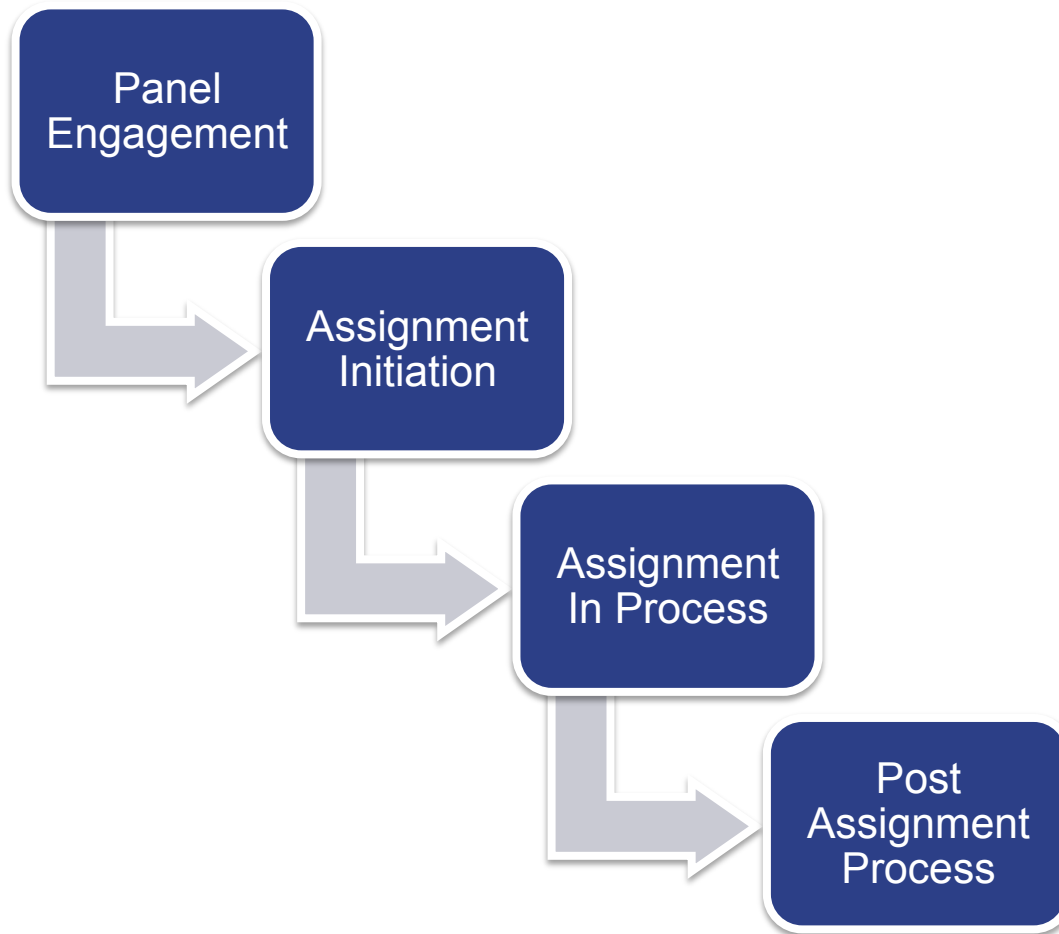 Panel
Engagement
Assignment
Initiation
Assignment
In Process
Post
Assignment
Process